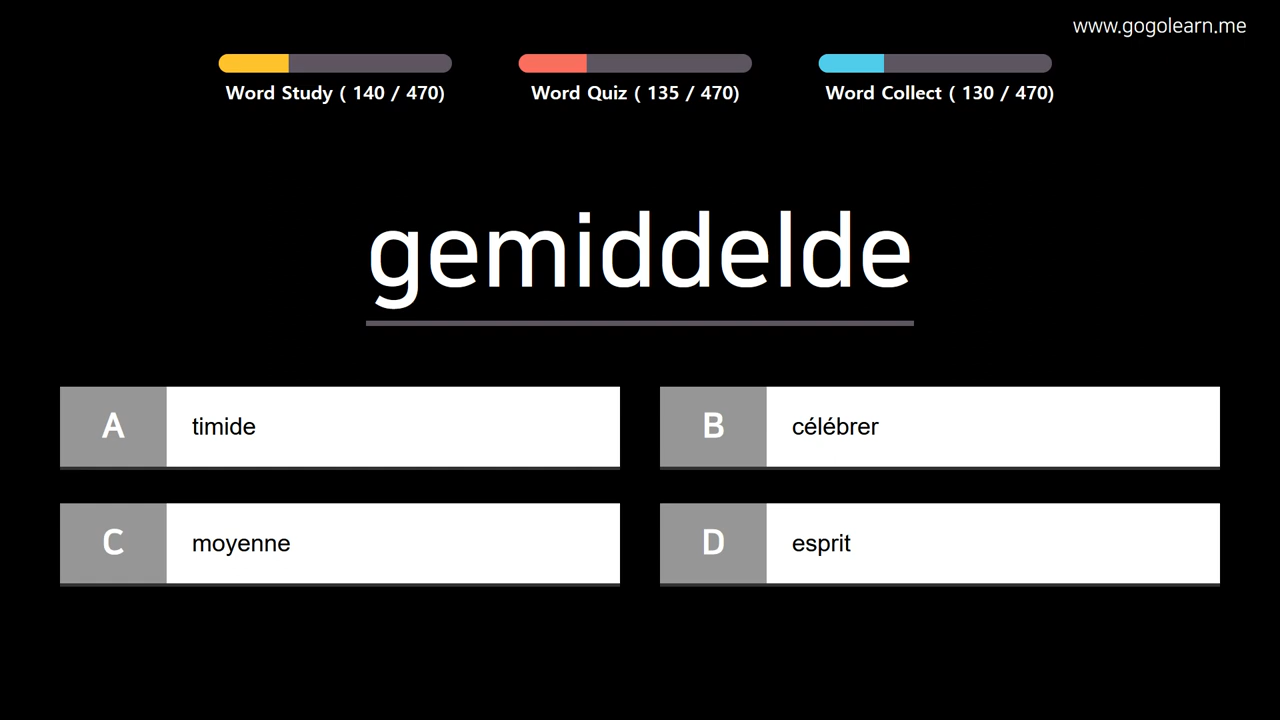 www.gogolearn.me
Word Study ( 140 / 470)
Word Quiz ( 135 / 470)
Word Collect ( 130 / 470)
gemiddelde
A timide
B célébrer
C moyenne
D esprit